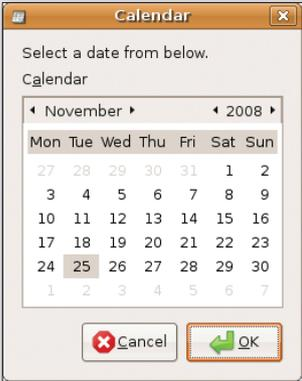 Calendar
Select a date from below.
Calendar
November 2008
Mon Tue Wed Thu Fri Sat Sun
27 28 29 30 31 1 2
3 4 5 6 7 8 9
10 11 12 13 14 15 16
17 18 19 20 21 22 23
24 25 26 27 28 29 30
1 2 3 4 5 6 7
Cancel OK